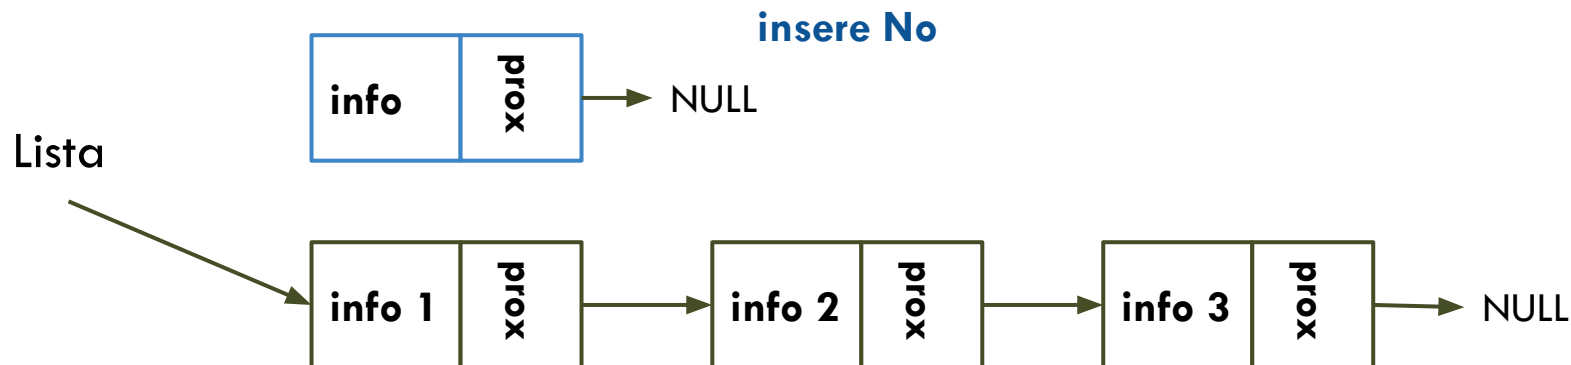 insere No
info
prox
NULL
Lista
info 1
prox
info 2
prox
info 3
prox
NULL